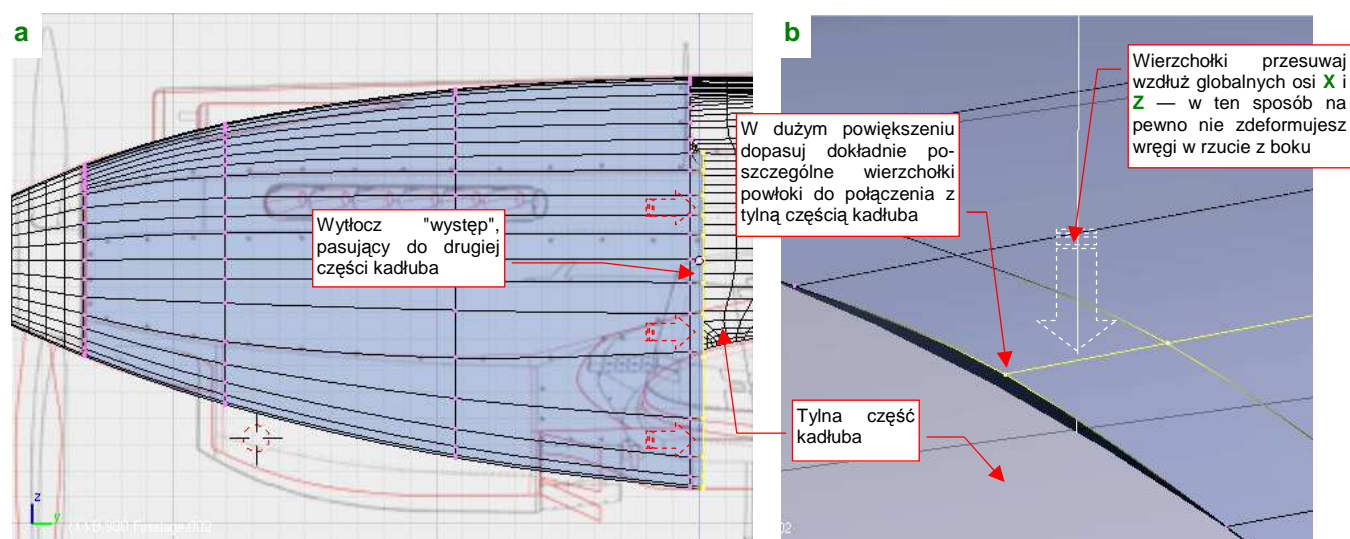 a
b
Wierzchołki przesuwaj
wzdłuż globalnych osi X i
Z — w ten sposób na
pewno nie zdeformujesz
wręgi w rzucie z boku
W dużym powiększeniu
dopasuj dokładnie po-
szczególne wierzchołki
powłoki do połączenia z
tylną częścią kadłuba
Wytłocz "występ",
pasujący do drugiej
części kadłuba
Tylna część
kadłuba
z
y
02